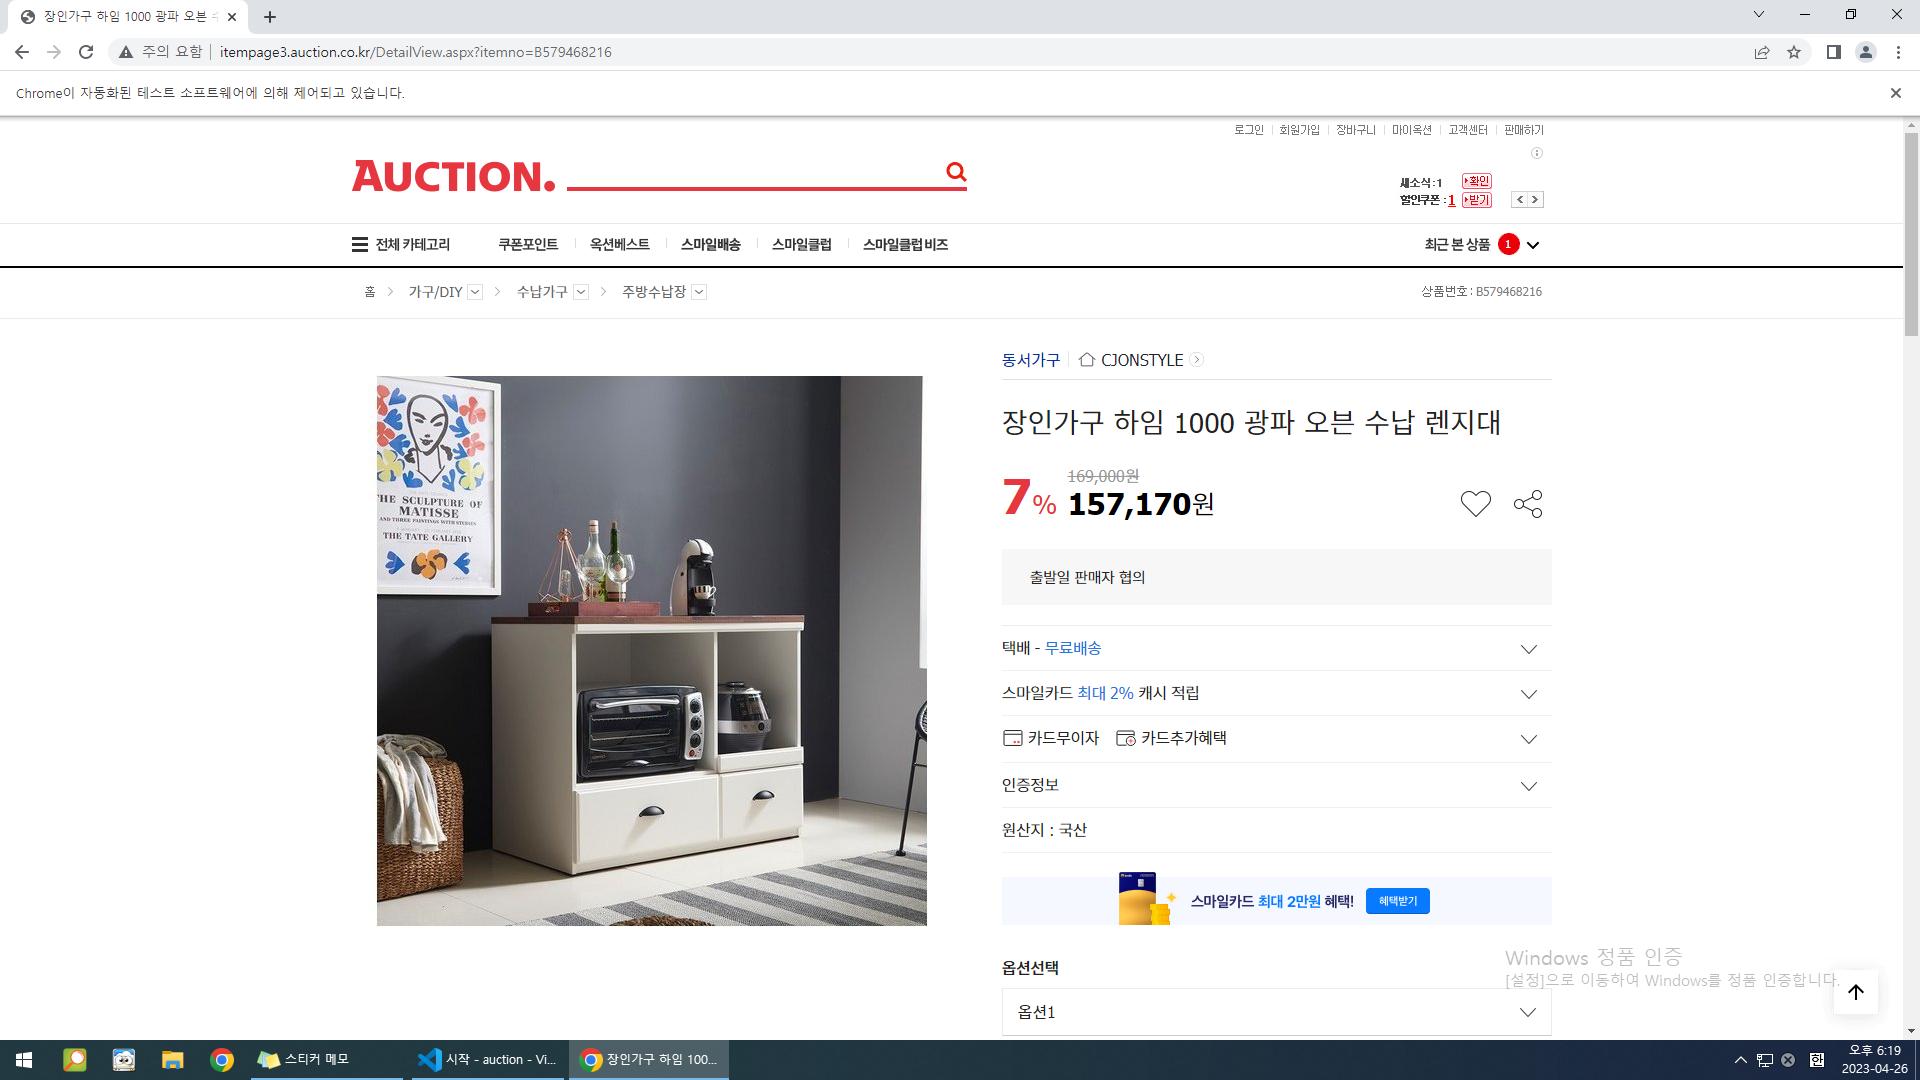 장인가구 하임 1000 광파 오븐 수
주의 요함
itempage3.auction.co.kr/DetailView.aspx?itemno=B579468216
Chrome이 자동화된 테스트 소프트웨어에 의해 제어되고 있습니다.
로그인 회원가입 장바구니 마이옥션 고객센터 판매하기
AUCTION.
새소식 : 1 확인
할인쿠폰 : 1 받기
전체 카테고리 쿠폰포인트 옥션베스트 스마일배송 스마일클럽 스마일클럽 비즈 최근 본 상품 1
홈 > 가구/DIY > 수납가구 > 주방수납장 상품번호 : B579468216
동서가구 CJONSTYLE
장인가구 하임 1000 광파 오븐 수납 렌지대
169,000원
7% 157,170원
출발일 판매자 협의
택배 - 무료배송
스마일카드 최대 2% 캐시 적립
카드무이자 카드추가혜택
인증정보
원산지 : 국산
스마일카드 최대 2만원 혜택! 혜택받기
옵션선택
옵션1
THE SCULPTURE OF
MATISSE
AND THREE PAINTINGS WITH STUDIES
THE TATE GALLERY
Windows 정품 인증
[설정]으로 이동하여 Windows를 정품 인증합니다.
스티커 메모
시작 - auction - Vi...
장인가구 하임 100...
한
오후 6:19
2023-04-26